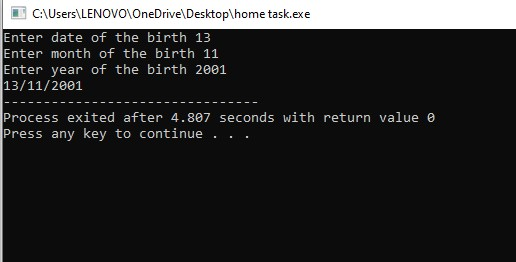 C:\Users\LENOVO\OneDrive\Desktop\home task.exe
Enter date of the birth 13
Enter month of the birth 11
Enter year of the birth 2001
13/11/2001
--------------------------------
Process exited after 4.807 seconds with return value 0
Press any key to continue . . .